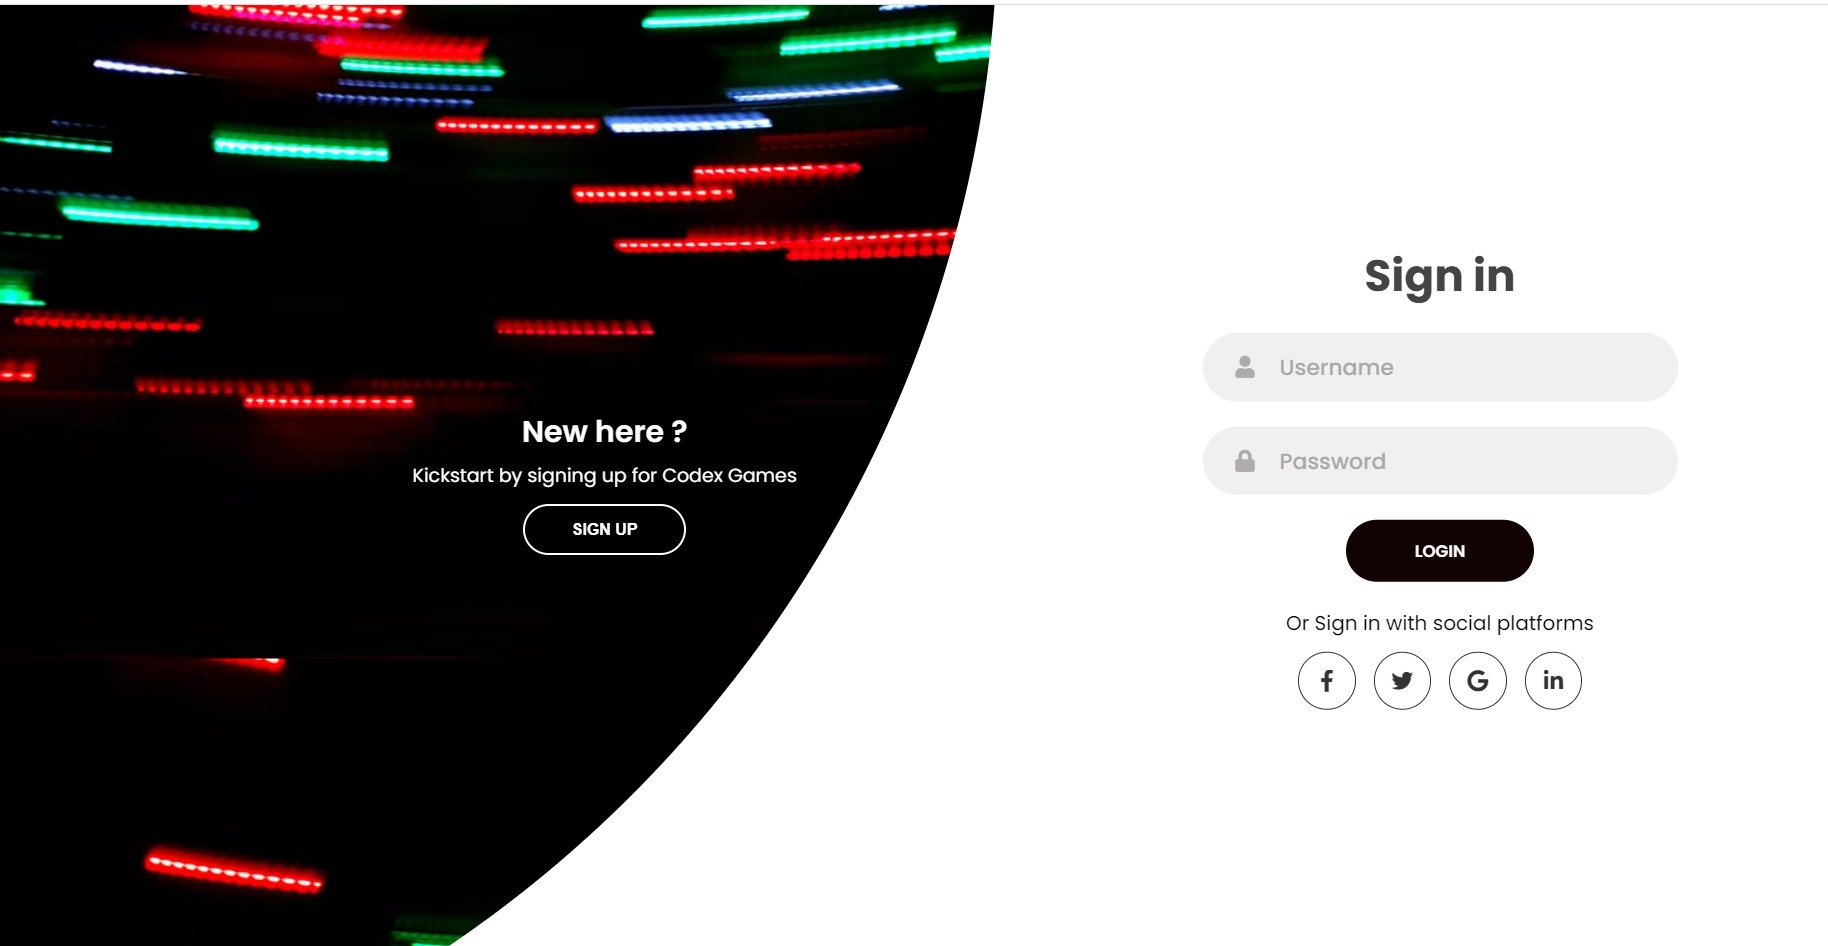 New here ?
Kickstart by signing up for Codex Games
SIGN UP
Sign in
Username
Password
LOGIN
Or Sign in with social platforms